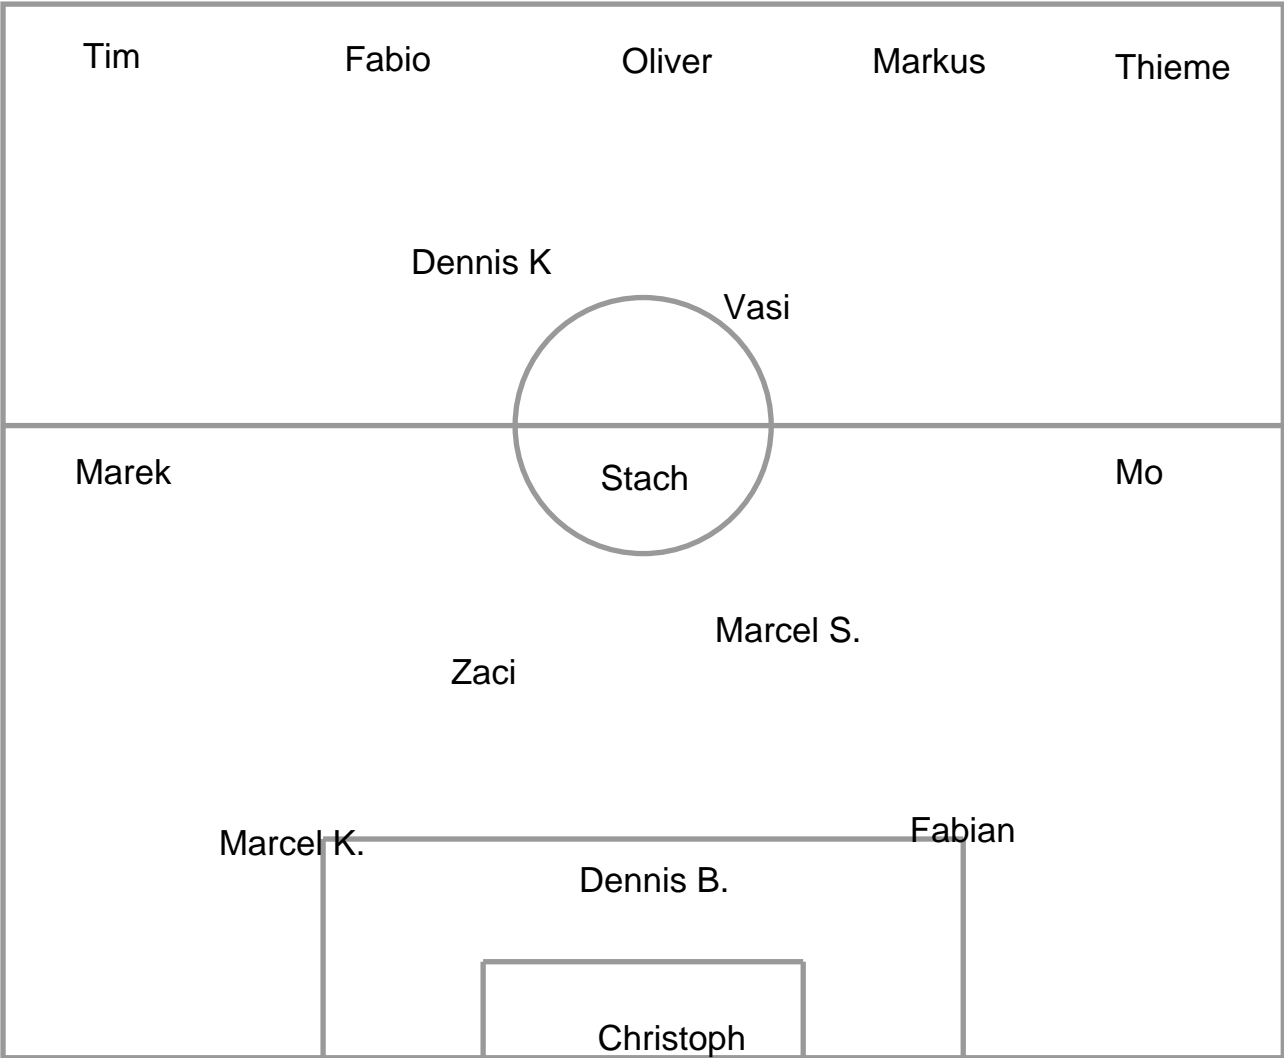 Tim
Fabio
Oliver
Markus
Thieme
Dennis K
Vasi
Marek
Stach
Mo
Marcel S.
Zaci
Marcel K.
Fabian
Dennis B.
Christoph